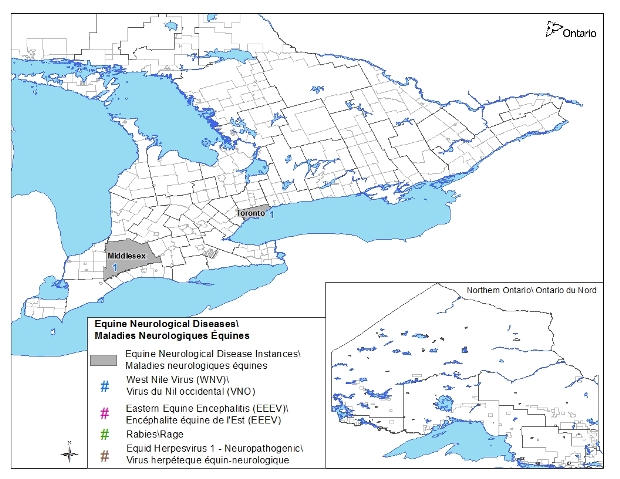 Ontario
Toronto
1
Middlesex
1
Northern Ontario\ Ontario du Nord
Equine Neurological Diseases\
Maladies Neurologiques Équines
Equine Neurological Disease Instances\
Maladies neurologiques équines
# West Nile Virus (WNV)\
Virus du Nil occidental (VNO)
# Eastern Equine Encephalitis (EEEV)\
Encéphalite équine de l'Est (EEEV)
# Rabies\Rage
# Equid Herpesvirus 1 - Neuropathogenic\
Virus herpéteque équin-neurologique